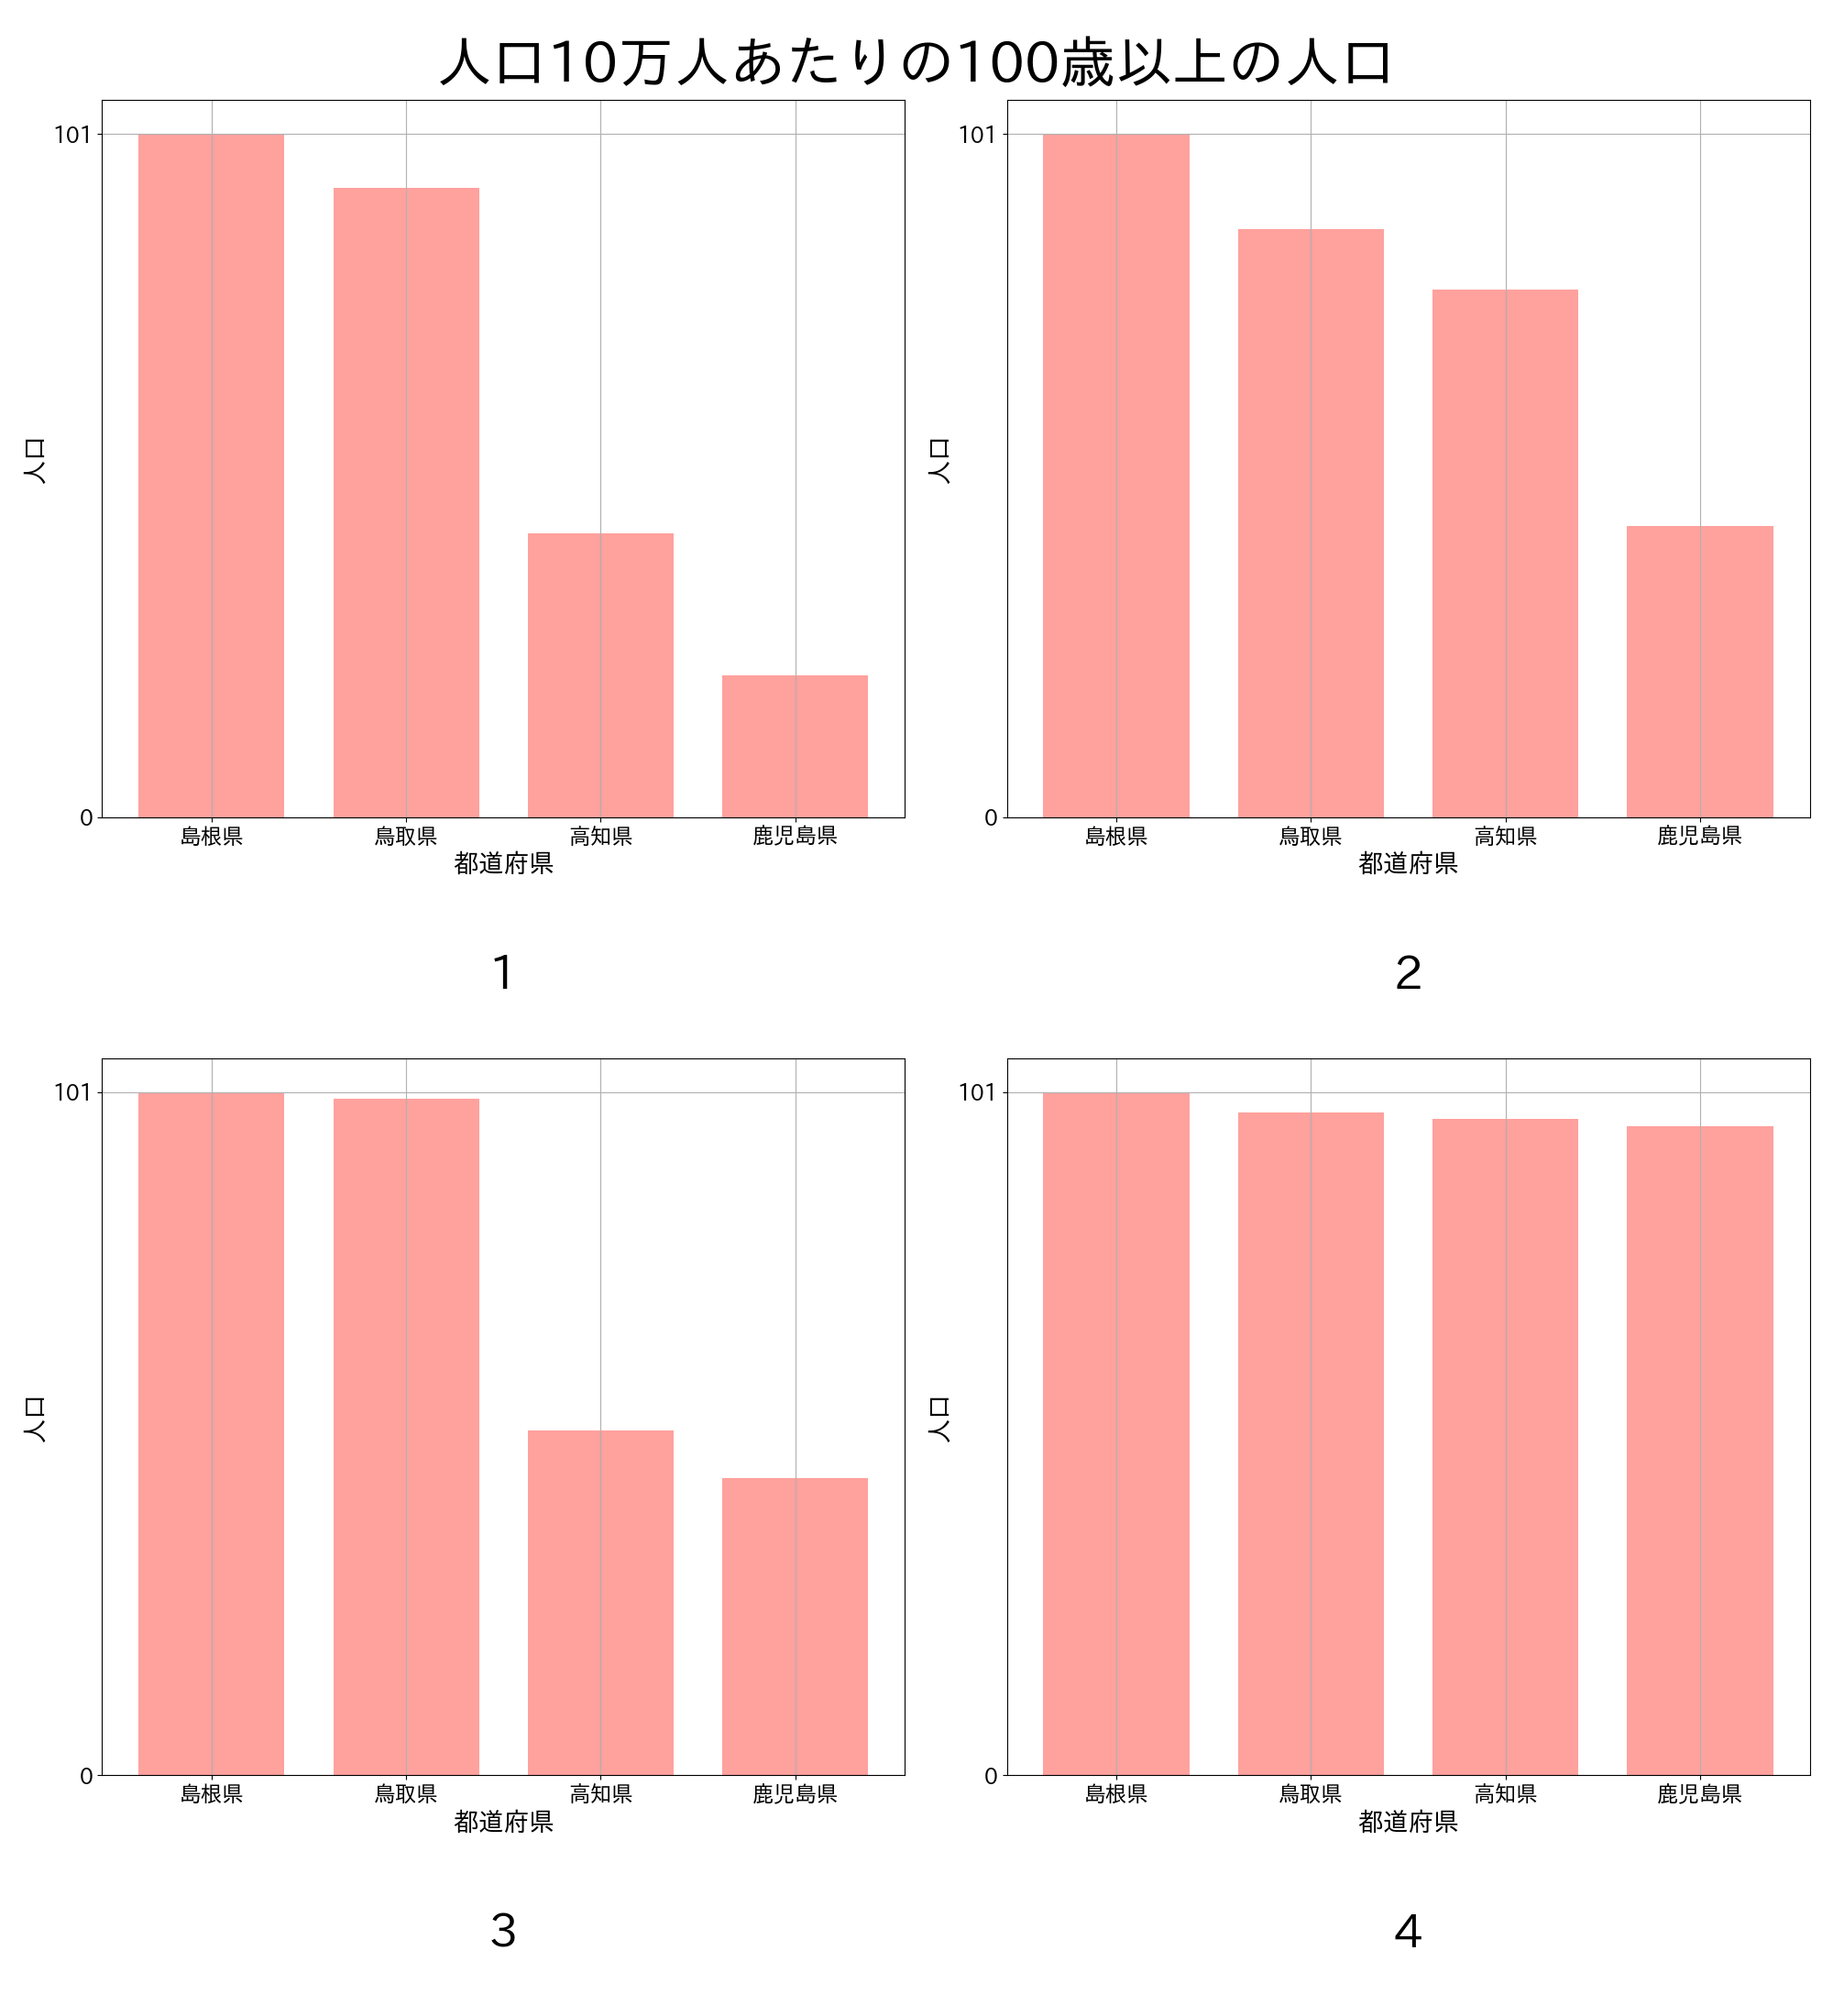 人口10万人あたりの100歳以上の人口
101
0
人口
島根県 鳥取県 高知県 鹿児島県
都道府県
1
101
0
人口
島根県 鳥取県 高知県 鹿児島県
都道府県
2
101
0
人口
島根県 鳥取県 高知県 鹿児島県
都道府県
3
101
0
人口
島根県 鳥取県 高知県 鹿児島県
都道府県
4